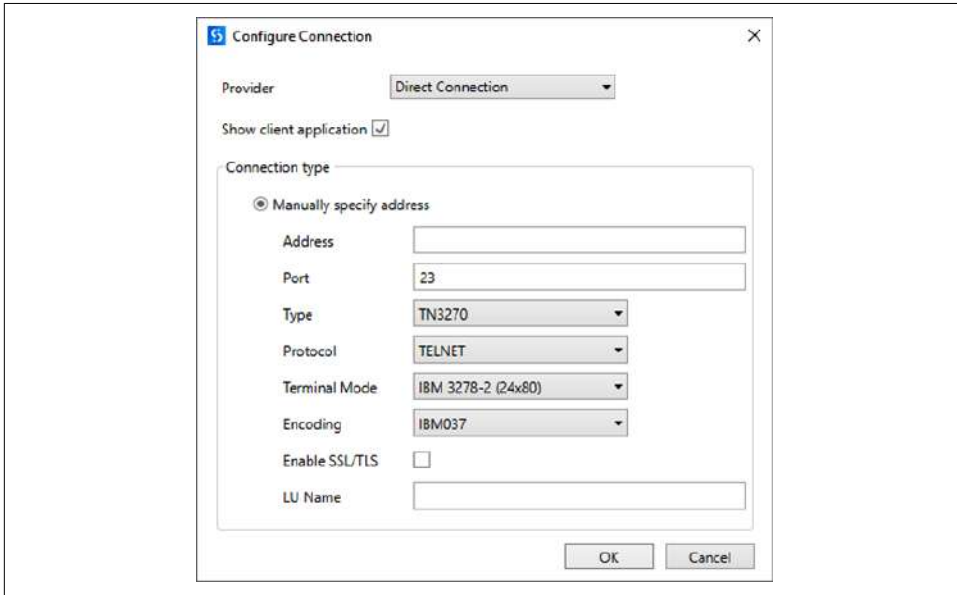 Configure Connection
Provider Direct Connection
Show client application
Connection type
Manually specify address
Address
Port 23
Type TN3270
Protocol TELNET
Terminal Mode IBM 3278-2 (24x80)
Encoding IBM037
Enable SSL/TLS
LU Name
OK Cancel